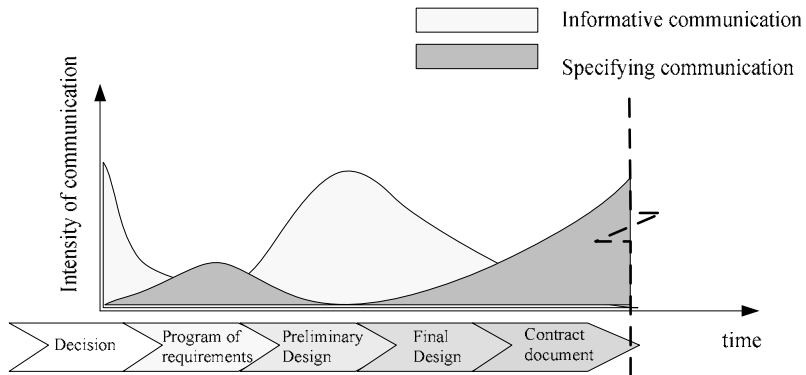 Informative communication
Specifying communication
Intensity of communication
Decision
Program of
requirements
Preliminary
Design
Final
Design
Contract
document
time